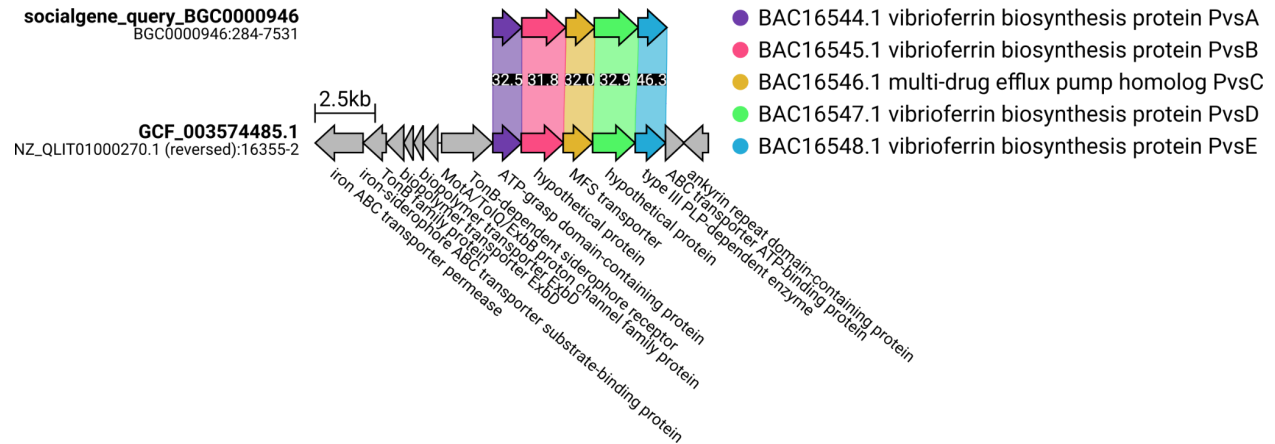 socialgene_query_BGC0000946
BGC0000946:284-7531
BAC16544.1 vibrioferrin biosynthesis protein PvsA
BAC16545.1 vibrioferrin biosynthesis protein PvsB
BAC16546.1 multi-drug efflux pump homolog PvsC
BAC16547.1 vibrioferrin biosynthesis protein PvsD
BAC16548.1 vibrioferrin biosynthesis protein PvsE
32.5 31.8 32.0 32.9 46.3
2.5kb
GCF_003574485.1
NZ_QLIT01000270.1 (reversed):16355-2
iron ABC transporter permease
iron-siderophore ABC transporter substrate-binding protein
TonB family protein
biopolymer transporter ExbD
biopolymer transporter ExbD
MotA/TolQ/ExbB proton channel family protein
TonB-dependent siderophore receptor
ATP-grasp domain-containing protein
hypothetical protein
MFS transporter
hypothetical protein
type III PLP-dependent enzyme
ABC transporter ATP-binding protein
ankyrin repeat domain-containing protein